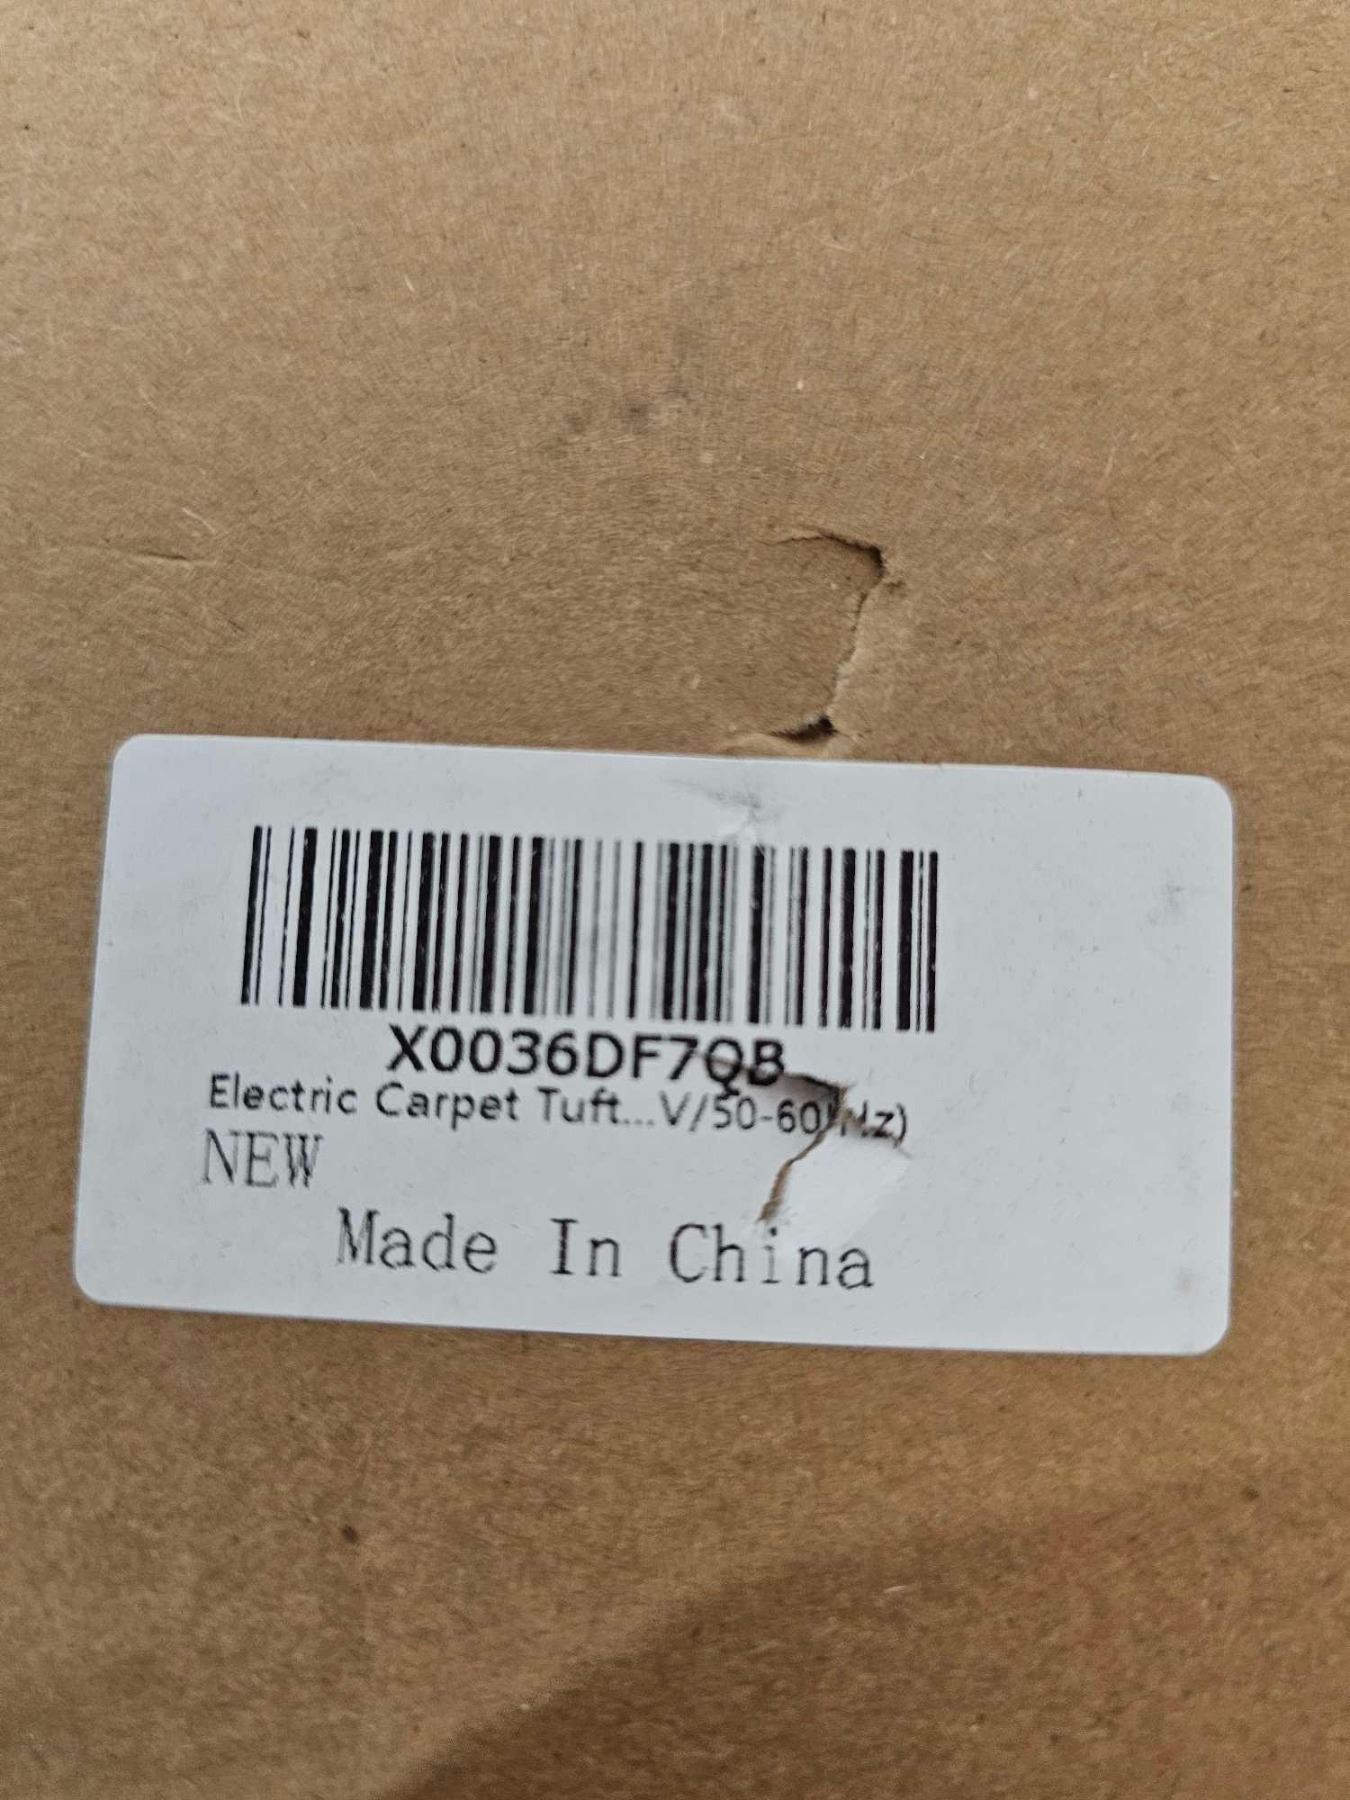 X0036DF7QB
Electric Carpet Tuft...V/50-60Hz)
NEW
Made In China